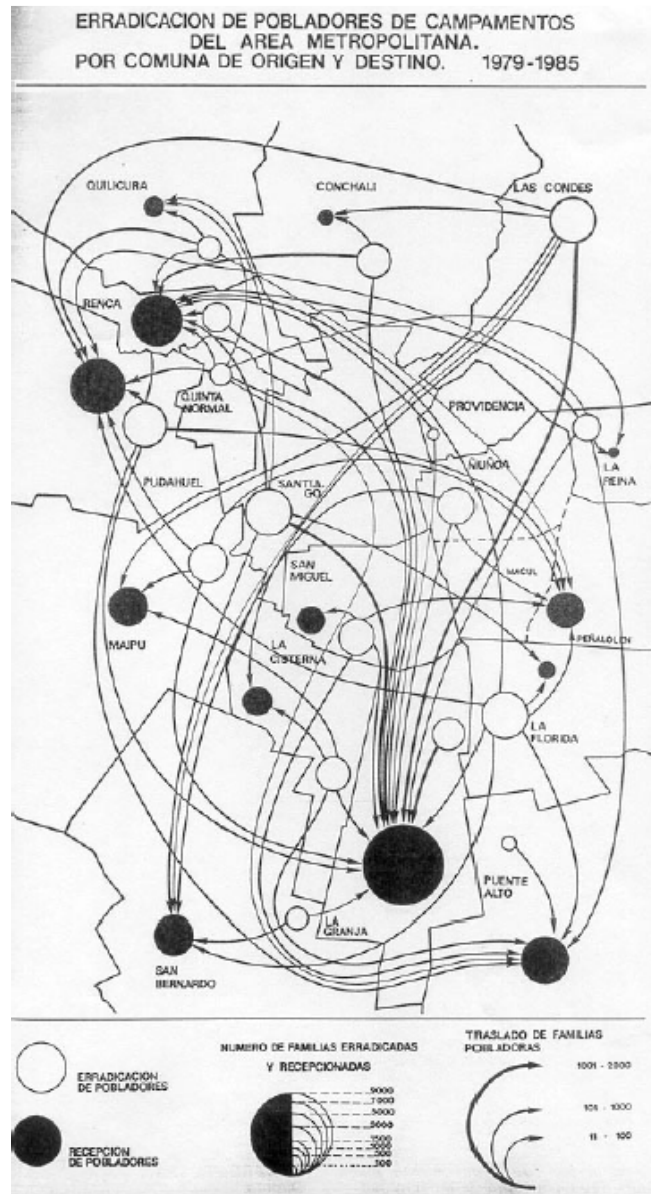 ERRADICACION DE POBLADORES DE CAMPAMENTOS
DEL AREA METROPOLITANA.
POR COMUNA DE ORIGEN Y DESTINO. 1979-1985
QUILICURA
CONCHALI
LAS CONDES
RENCA
QUINTA
NORMAL
PROVIDENCIA
ÑUÑOA
LA
REINA
PUDAHUEL
SANTIA-
GO
SAN
MIGUEL
MACUL
MAIPU
LA
CISTERNA
PEÑALOLEN
LA
FLORIDA
PUENTE
ALTO
LA
GRANJA
SAN
BERNARDO
ERRADICACION
DE POBLADORES
RECEPCION
DE POBLADORES
NUMERO DE FAMILIAS ERRADICADAS
Y RECEPCIONADAS
9000
7000
5000
1500
500
300
TRASLADO DE FAMILIAS
POBLADORAS
1001 - 2000
101 - 1000
11 - 100